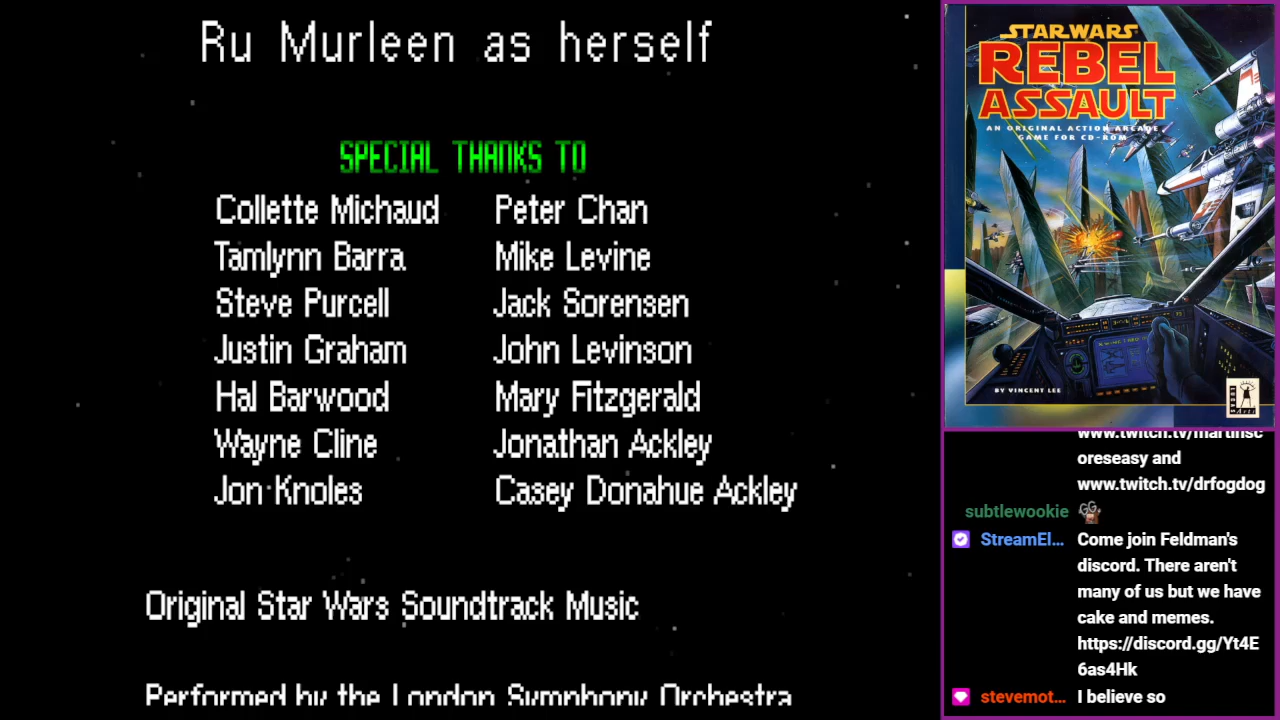 Ru Murleen as herself
SPECIAL THANKS TO
Collette Michaud Peter Chan
Tamlynn Barra Mike Levine
Steve Purcell Jack Sorensen
Justin Graham John Levinson
Hal Barwood Mary Fitzgerald
Wayne Cline Jonathan Ackley
Jon Knoles Casey Donahue Ackley
Original Star Wars Soundtrack Music
Performed by the London Symphony Orchestra
STAR WARS
REBEL
ASSAULT
AN ORIGINAL ACTION ARCADE
GAME FOR CD-ROM
BY VINCENT LEE
LUCAS
Arts
www.twitch.tv/martinsc
oreseasy and
www.twitch.tv/drfogdog
subtlewookie GG
StreamEl... Come join Feldman's
discord. There aren't
many of us but we have
cake and memes.
https://discord.gg/Yt4E
6as4Hk
stevemot... I believe so